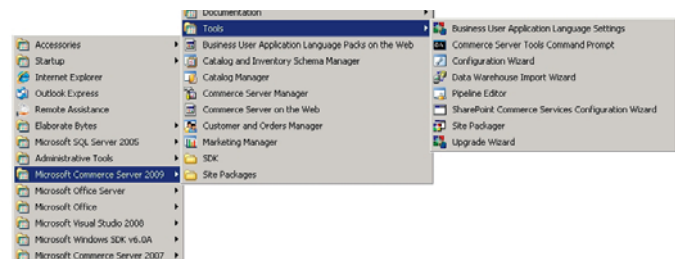 Accessories
Startup
Internet Explorer
Outlook Express
Remote Assistance
Elaborate Bytes
Microsoft SQL Server 2005
Administrative Tools
Microsoft Commerce Server 2009
Microsoft Office Server
Microsoft Office
Microsoft Visual Studio 2008
Microsoft Windows SDK v6.0A
Microsoft Commerce Server 2007
Documentation
Tools
Business User Application Language Packs on the Web
Catalog and Inventory Schema Manager
Catalog Manager
Commerce Server Manager
Commerce Server on the Web
Customer and Orders Manager
Marketing Manager
SDK
Site Packages
Business User Application Language Settings
Commerce Server Tools Command Prompt
Configuration Wizard
Data Warehouse Import Wizard
Pipeline Editor
SharePoint Commerce Services Configuration Wizard
Site Packager
Upgrade Wizard